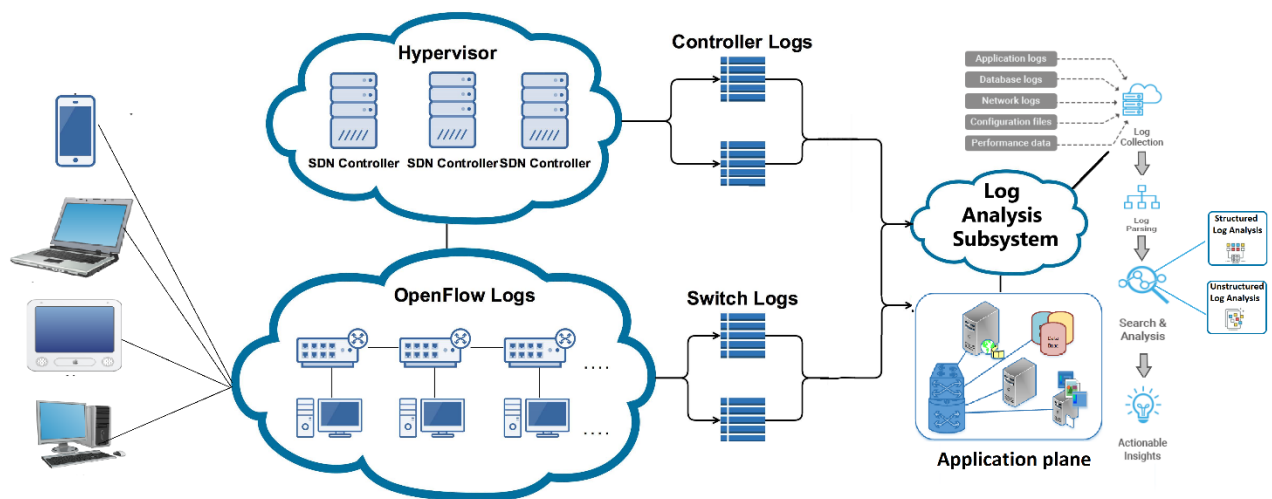 Hypervisor
SDN Controller
SDN Controller
SDN Controller
OpenFlow Logs
....
....
Controller Logs
Switch Logs
Log
Analysis
Subsystem
Application plane
Application logs
Database logs
Network logs
Configuration files
Performance data
Log
Collection
Log
Parsing
Search &
Analysis
Actionable
Insights
Structured
Log Analysis
Unstructured
Log Analysis